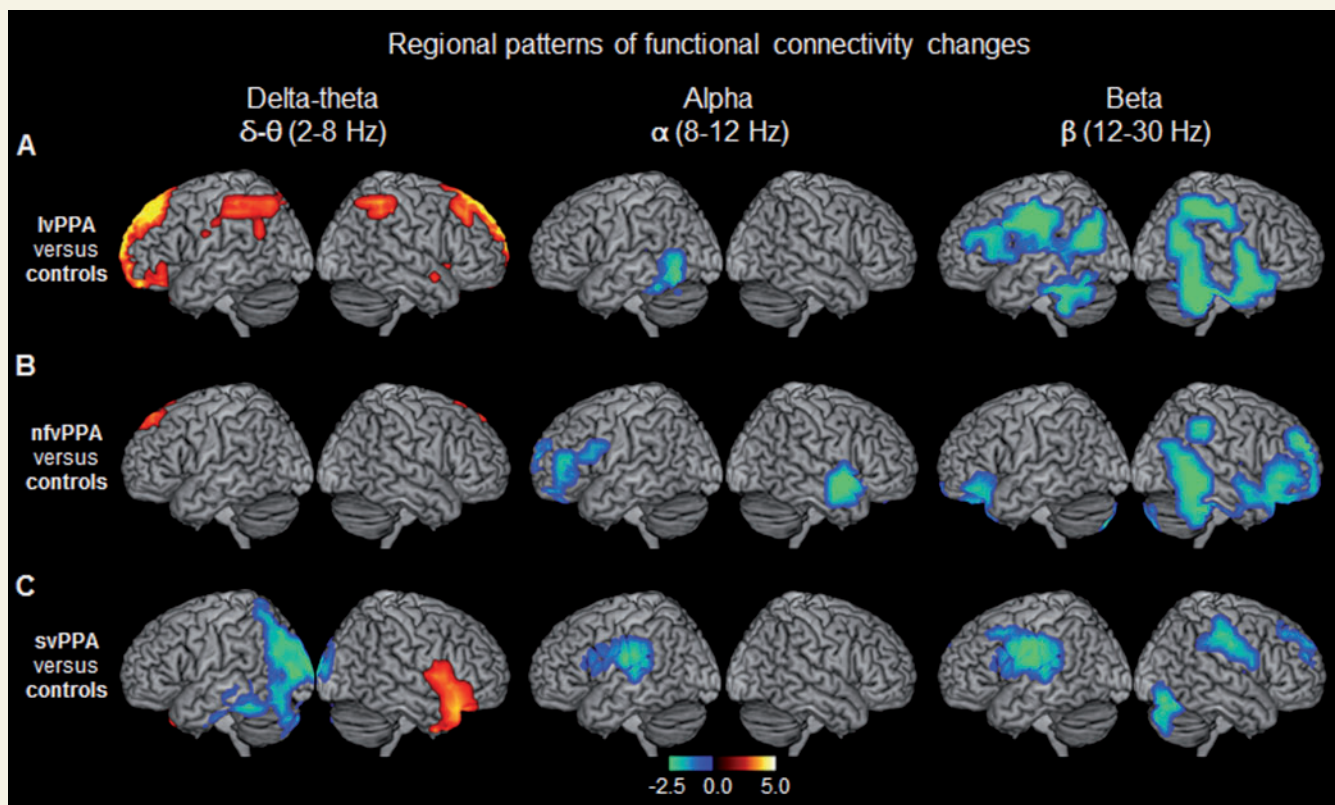 Regional patterns of functional connectivity changes
Delta-theta
δ-θ (2-8 Hz)
Alpha
α (8-12 Hz)
Beta
β (12-30 Hz)
A
lvPPA
versus
controls
B
nfvPPA
versus
controls
C
svPPA
versus
controls
-2.5 0.0 5.0